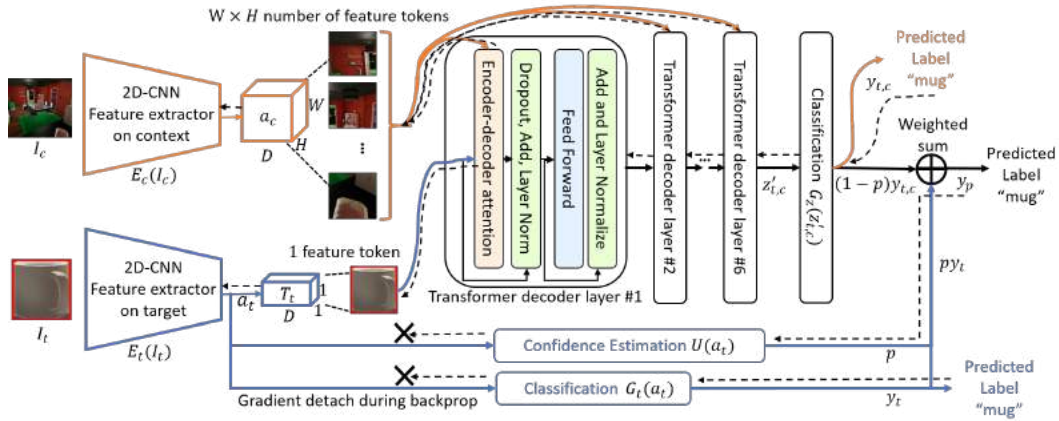 W × H number of feature tokens
2D-CNN
Feature extractor
on context
I_c
E_c(I_c)
a_c
W
H
D
⋮
Encoder-decoder attention
Dropout, Add, Layer Norm
Feed Forward
Add and Layer Normalize
Transformer decoder layer #1
Transformer decoder layer #2
...
Transformer decoder layer #6
z'_{t,c}
Classification G_z(z'_{t,c})
Predicted
Label
"mug"
y_{t,c}
Weighted
sum
(1 − p)y_{t,c}
y_p
Predicted
Label
"mug"
py_t
2D-CNN
Feature extractor
on target
I_t
E_t(I_t)
a_t
T_t
D
1
1
1 feature token
Confidence Estimation U(a_t)
p
Classification G_t(a_t)
y_t
Gradient detach during backprop
Predicted
Label
"mug"